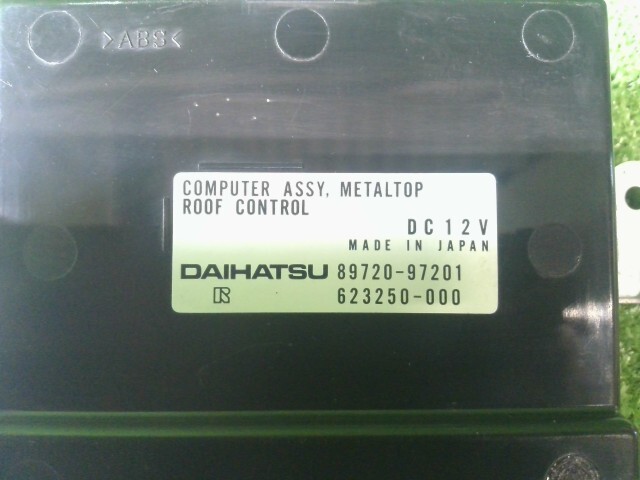 >ABS<
COMPUTER ASSY, METALTOP
ROOF CONTROL
DC12V
MADE IN JAPAN
DAIHATSU 89720-97201
R 623250-000